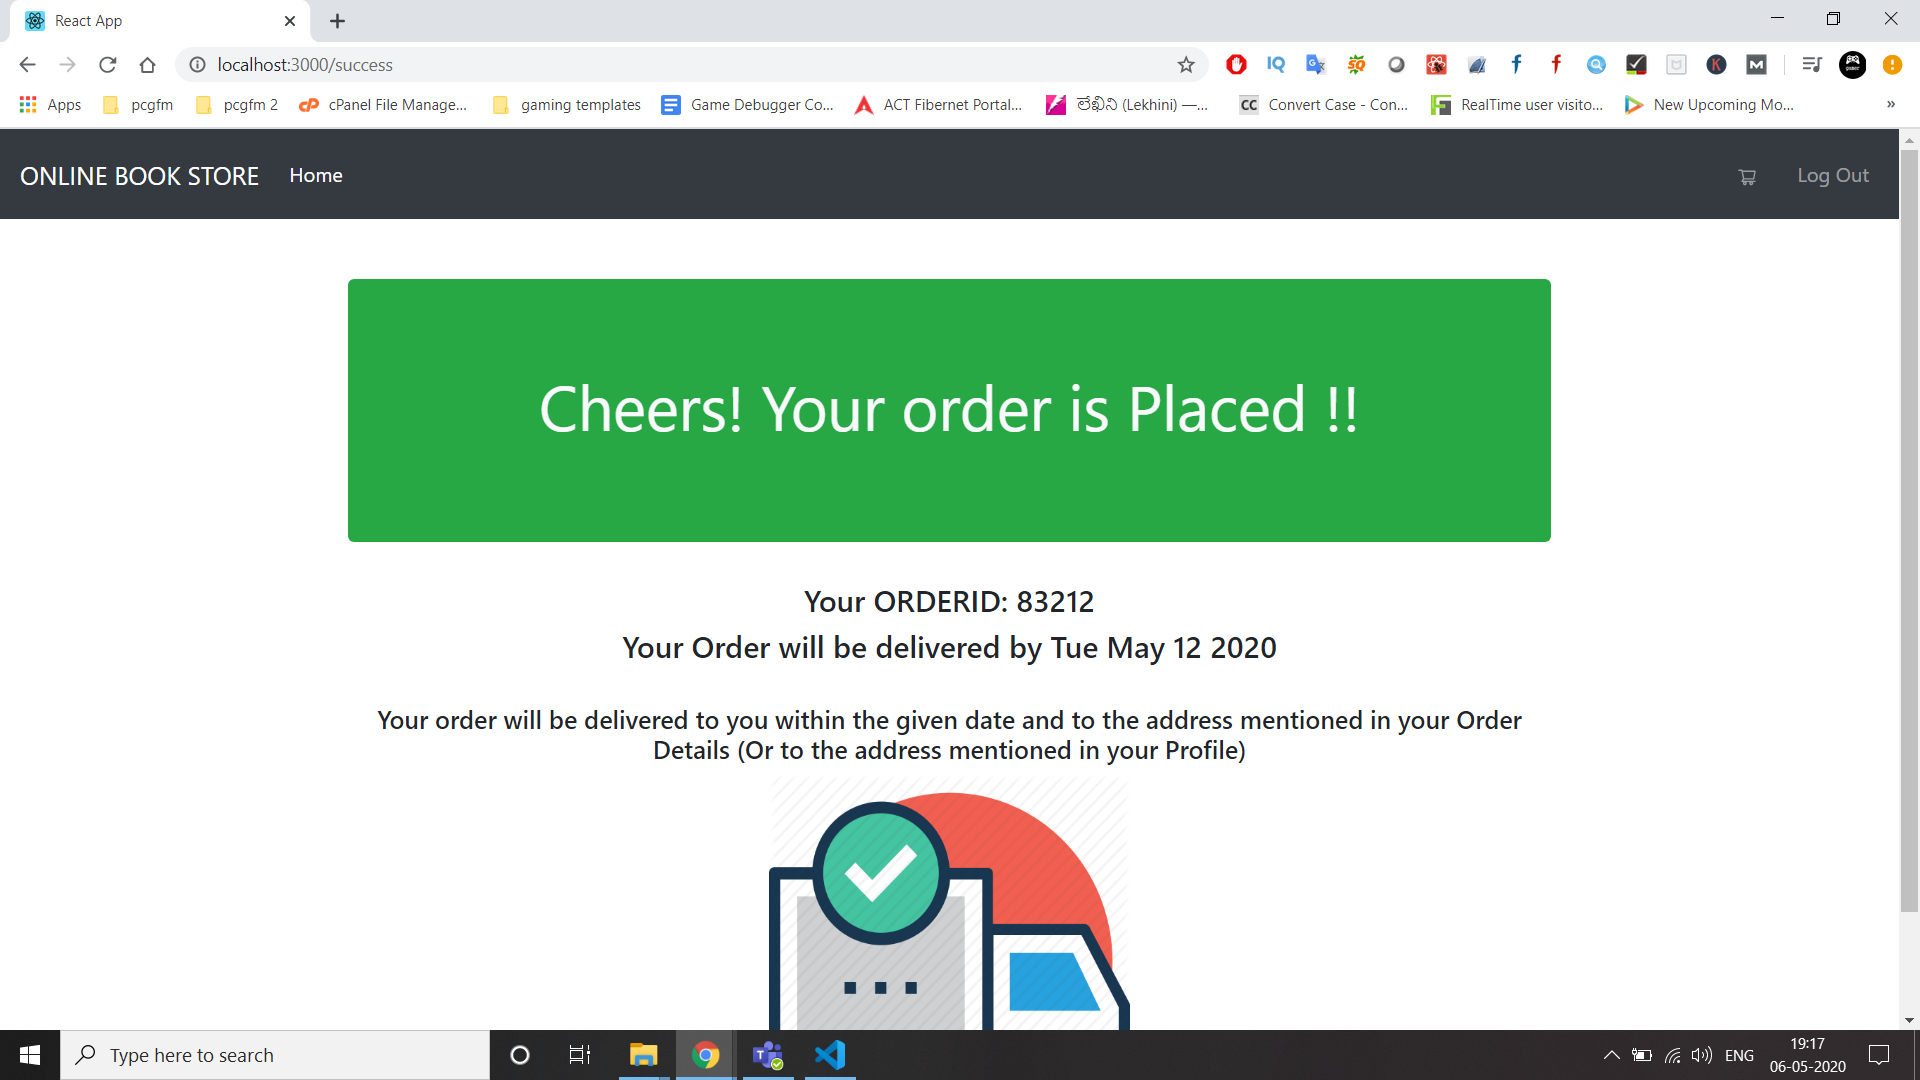 React App
localhost:3000/success
Apps
pcgfm
pcgfm 2
cPanel File Manage...
gaming templates
Game Debugger Co...
ACT Fibernet Portal...
లేఖిని (Lekhini) —...
CC
Convert Case - Con...
RealTime user visito...
New Upcoming Mo...
»
ONLINE BOOK STORE
Home
Log Out
Cheers! Your order is Placed !!
Your ORDERID: 83212
Your Order will be delivered by Tue May 12 2020
Your order will be delivered to you within the given date and to the address mentioned in your Order
Details (Or to the address mentioned in your Profile)
Type here to search
ENG
19:17
06-05-2020